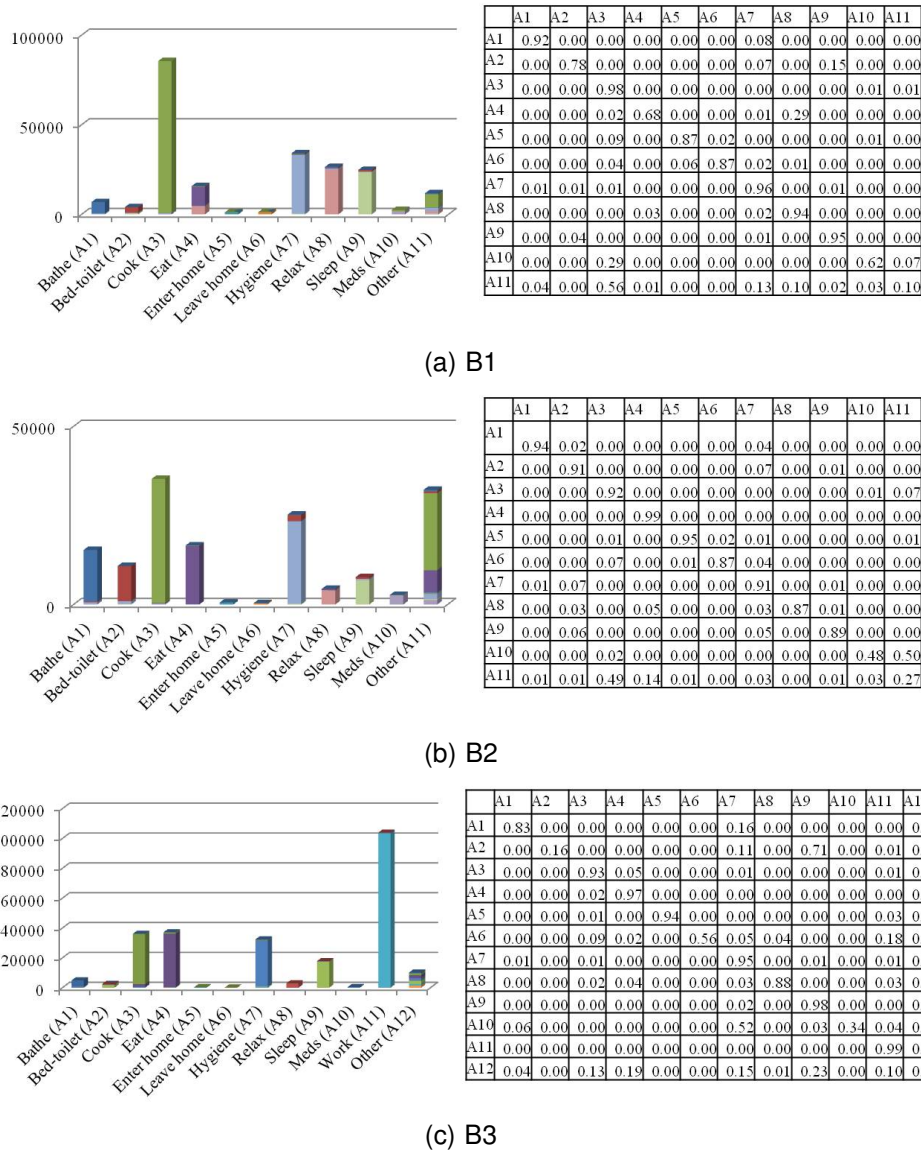 100000
50000
0
Bathe (A1)
Bed-toilet (A2)
Cook (A3)
Eat (A4)
Enter home (A5)
Leave home (A6)
Hygiene (A7)
Relax (A8)
Sleep (A9)
Meds (A10)
Other (A11)
A1 A2 A3 A4 A5 A6 A7 A8 A9 A10 A11
A1 0.92 0.00 0.00 0.00 0.00 0.00 0.08 0.00 0.00 0.00 0.00
A2 0.00 0.78 0.00 0.00 0.00 0.00 0.07 0.00 0.15 0.00 0.00
A3 0.00 0.00 0.98 0.00 0.00 0.00 0.00 0.00 0.00 0.01 0.01
A4 0.00 0.00 0.02 0.68 0.00 0.00 0.01 0.29 0.00 0.00 0.00
A5 0.00 0.00 0.09 0.00 0.87 0.02 0.00 0.00 0.00 0.01 0.00
A6 0.00 0.00 0.04 0.00 0.06 0.87 0.02 0.01 0.00 0.00 0.00
A7 0.01 0.01 0.01 0.00 0.00 0.00 0.96 0.00 0.01 0.00 0.00
A8 0.00 0.00 0.00 0.03 0.00 0.00 0.02 0.94 0.00 0.00 0.00
A9 0.00 0.04 0.00 0.00 0.00 0.00 0.01 0.00 0.95 0.00 0.00
A10 0.00 0.00 0.29 0.00 0.00 0.00 0.00 0.00 0.00 0.62 0.07
A11 0.04 0.00 0.56 0.01 0.00 0.00 0.13 0.10 0.02 0.03 0.10
(a) B1
50000
0
Bathe (A1)
Bed-toilet (A2)
Cook (A3)
Eat (A4)
Enter home (A5)
Leave home (A6)
Hygiene (A7)
Relax (A8)
Sleep (A9)
Meds (A10)
Other (A11)
A1 A2 A3 A4 A5 A6 A7 A8 A9 A10 A11
A1 0.94 0.02 0.00 0.00 0.00 0.00 0.04 0.00 0.00 0.00 0.00
A2 0.00 0.91 0.00 0.00 0.00 0.00 0.07 0.00 0.01 0.00 0.00
A3 0.00 0.00 0.92 0.00 0.00 0.00 0.00 0.00 0.00 0.01 0.07
A4 0.00 0.00 0.00 0.99 0.00 0.00 0.00 0.00 0.00 0.00 0.00
A5 0.00 0.00 0.01 0.00 0.95 0.02 0.01 0.00 0.00 0.00 0.01
A6 0.00 0.00 0.07 0.00 0.01 0.87 0.04 0.00 0.00 0.00 0.00
A7 0.01 0.07 0.00 0.00 0.00 0.00 0.91 0.00 0.01 0.00 0.00
A8 0.00 0.03 0.00 0.05 0.00 0.00 0.03 0.87 0.01 0.00 0.00
A9 0.00 0.06 0.00 0.00 0.00 0.00 0.05 0.00 0.89 0.00 0.00
A10 0.00 0.00 0.02 0.00 0.00 0.00 0.00 0.00 0.00 0.48 0.50
A11 0.01 0.01 0.49 0.14 0.01 0.00 0.03 0.00 0.01 0.03 0.27
(b) B2
20000
00000
80000
60000
40000
20000
0
Bathe (A1)
Bed-toilet (A2)
Cook (A3)
Eat (A4)
Enter home (A5)
Leave home (A6)
Hygiene (A7)
Relax (A8)
Sleep (A9)
Meds (A10)
Work (A11)
Other (A12)
A1 A2 A3 A4 A5 A6 A7 A8 A9 A10 A11 A1
A1 0.83 0.00 0.00 0.00 0.00 0.00 0.16 0.00 0.00 0.00 0.00 0
A2 0.00 0.16 0.00 0.00 0.00 0.00 0.11 0.00 0.71 0.00 0.01 0
A3 0.00 0.00 0.93 0.05 0.00 0.00 0.01 0.00 0.00 0.00 0.01 0
A4 0.00 0.00 0.02 0.97 0.00 0.00 0.00 0.00 0.00 0.00 0.00 0
A5 0.00 0.00 0.01 0.00 0.94 0.00 0.00 0.00 0.00 0.00 0.03 0
A6 0.00 0.00 0.09 0.02 0.00 0.56 0.05 0.04 0.00 0.00 0.18 0
A7 0.01 0.00 0.01 0.00 0.00 0.00 0.95 0.00 0.01 0.00 0.01 0
A8 0.00 0.00 0.02 0.04 0.00 0.00 0.03 0.88 0.00 0.00 0.03 0
A9 0.00 0.00 0.00 0.00 0.00 0.00 0.02 0.00 0.98 0.00 0.00 0
A10 0.06 0.00 0.00 0.00 0.00 0.00 0.52 0.00 0.03 0.34 0.04 0
A11 0.00 0.00 0.00 0.00 0.00 0.00 0.00 0.00 0.00 0.00 0.99 0
A12 0.04 0.00 0.13 0.19 0.00 0.00 0.15 0.01 0.23 0.00 0.10 0
(c) B3